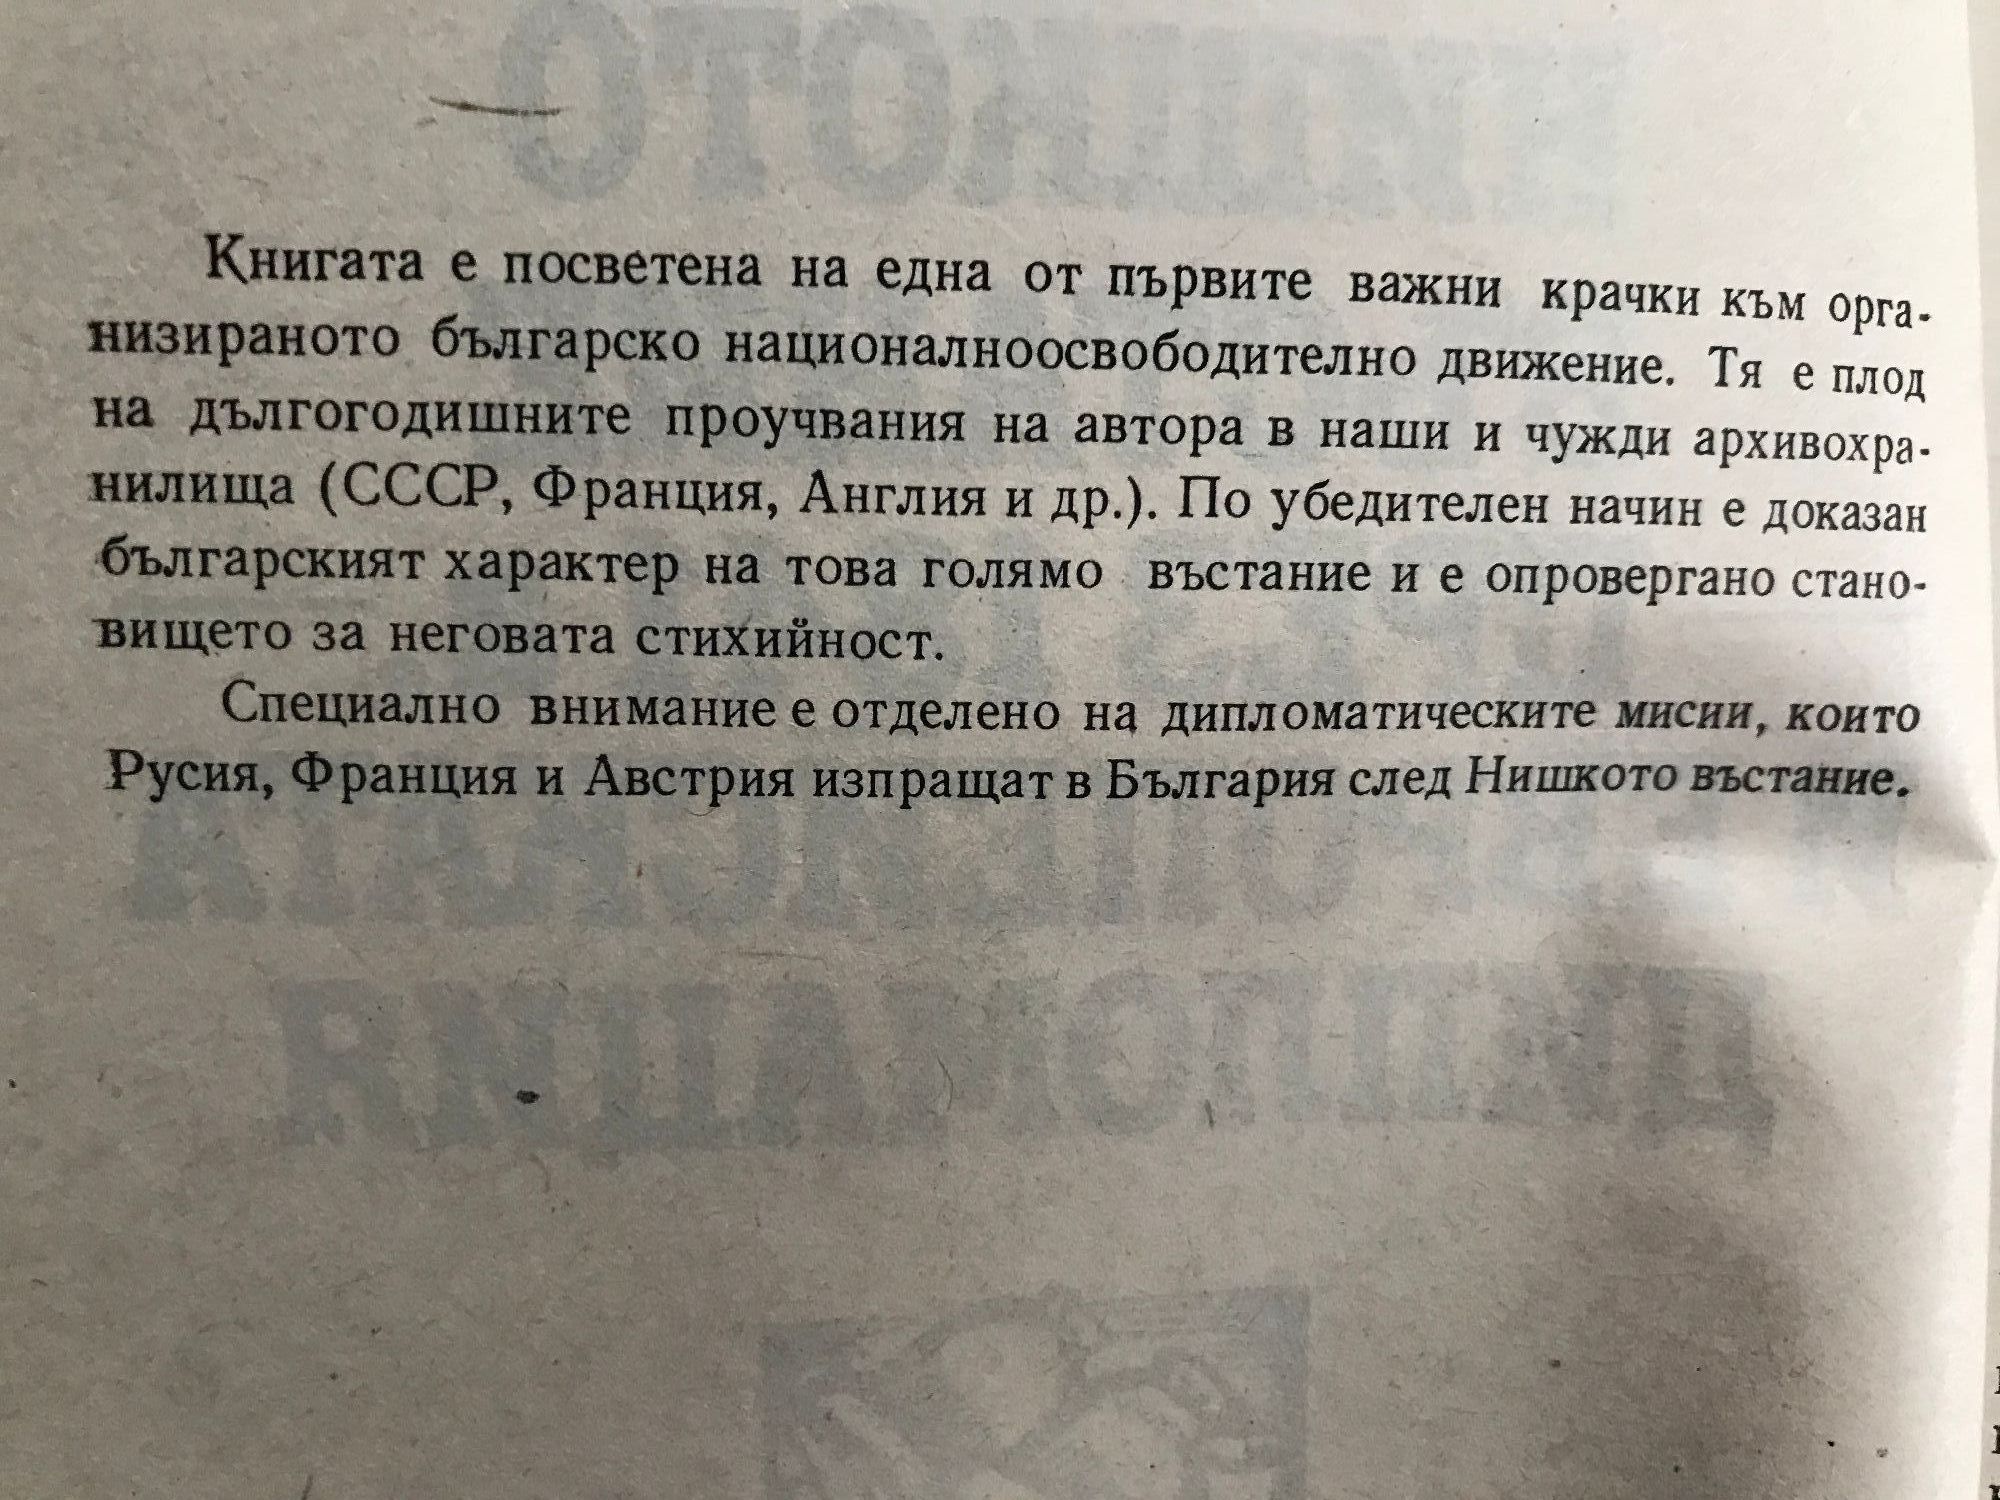 Книгата е посветена на една от първите важни крачки към орга-
низираното българско националноосвободително движение. Тя е плод
на дългогодишните проучвания на автора в наши и чужди архивохра-
нилища (СССР, Франция, Англия и др.). По убедителен начин е доказан
българският характер на това голямо въстание и е опровергано стано-
вището за неговата стихийност.
Специално внимание е отделено на дипломатическите мисии, които
Русия, Франция и Австрия изпращат в България след Нишкото въстание.